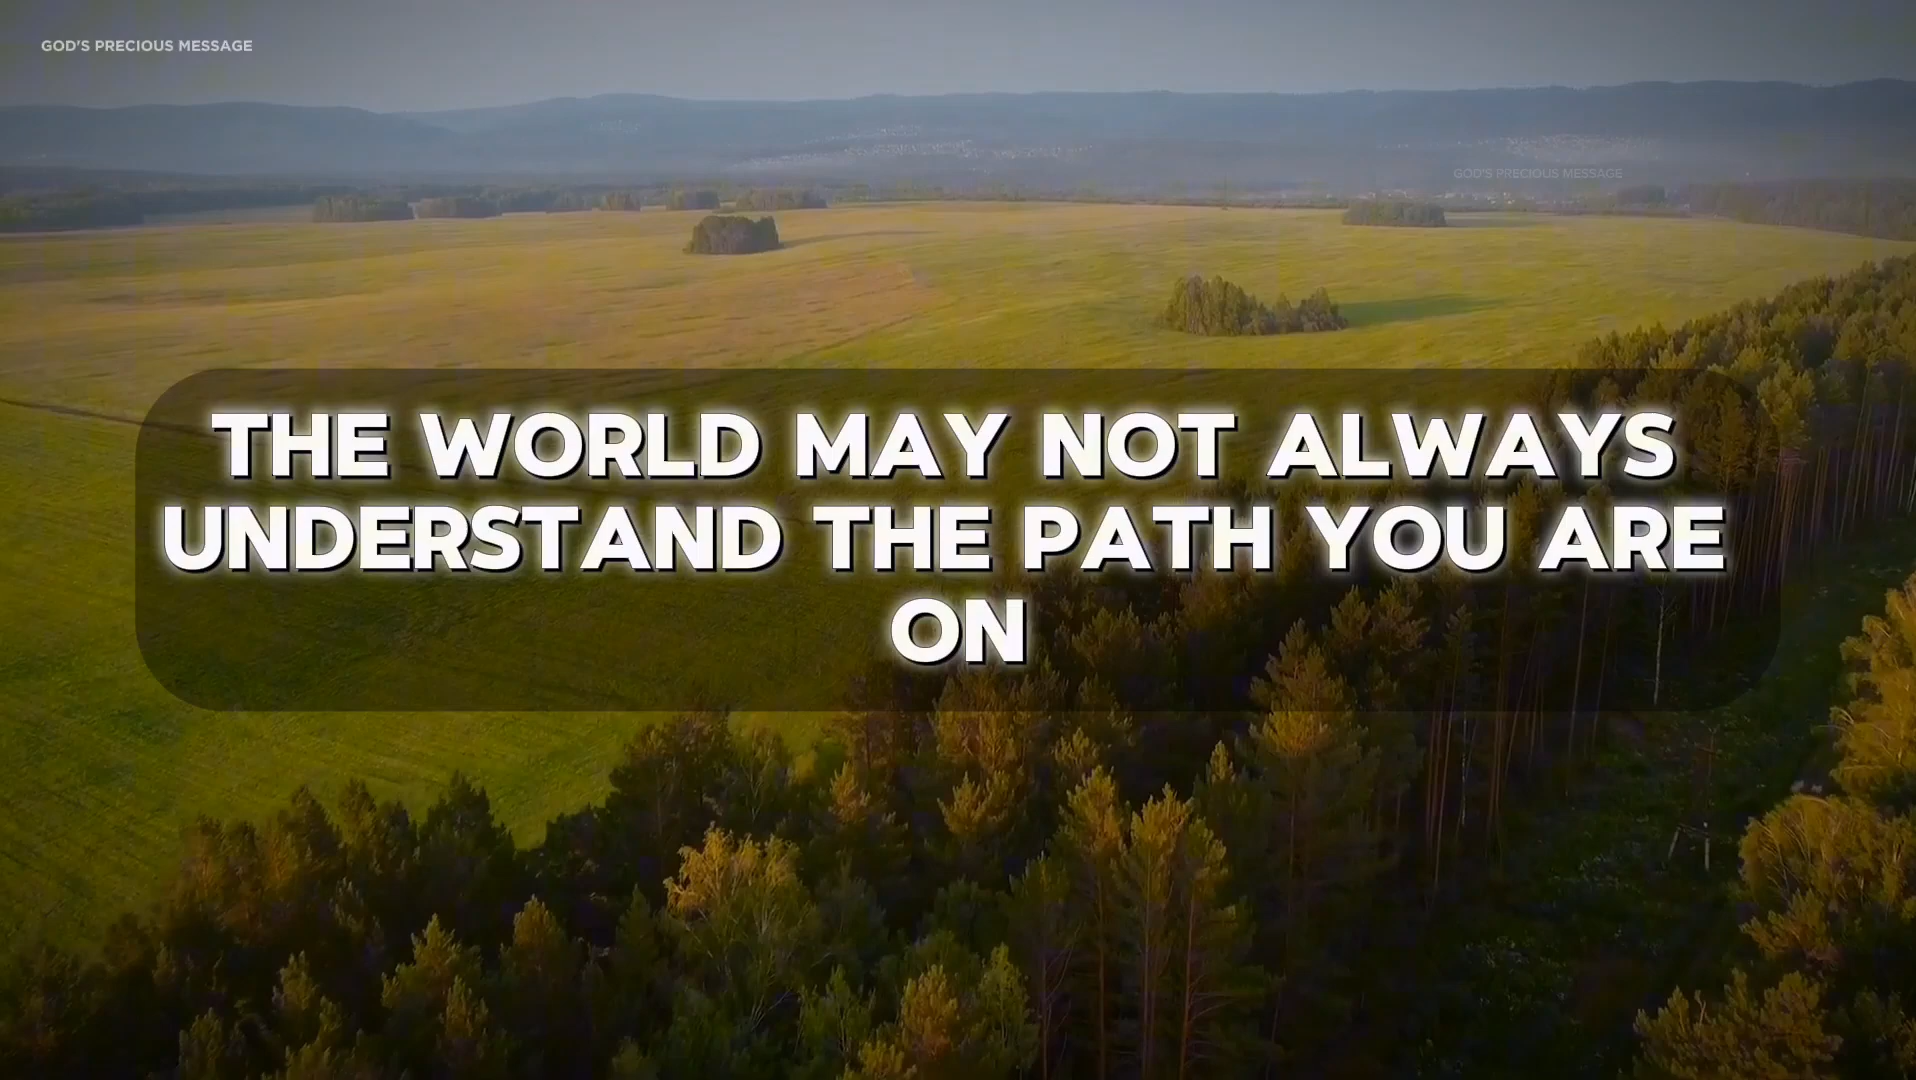 GOD'S PRECIOUS MESSAGE
GOD'S PRECIOUS MESSAGE
THE WORLD MAY NOT ALWAYS
UNDERSTAND THE PATH YOU ARE
ON